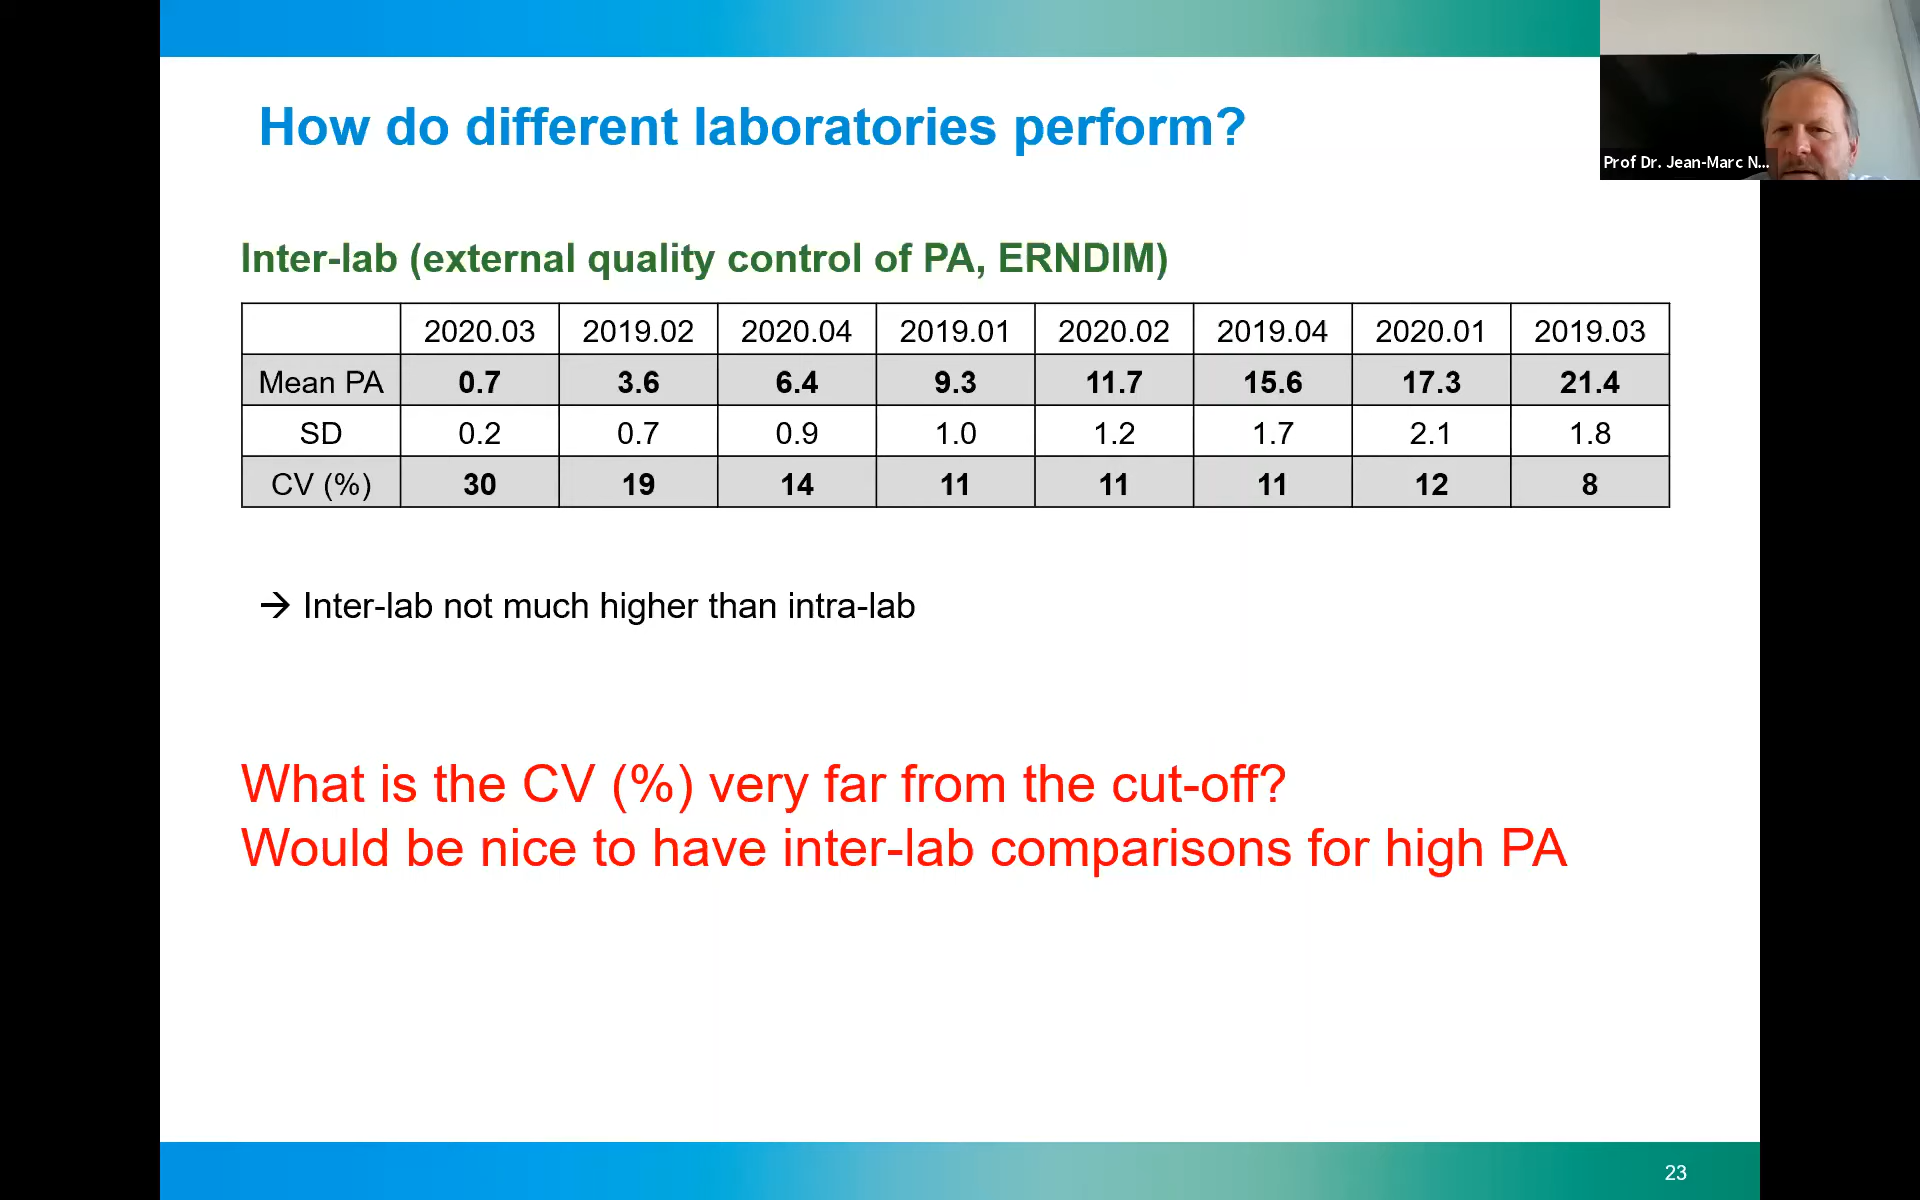 How do different laboratories perform?
Prof Dr. Jean-Marc N...
Inter-lab (external quality control of PA, ERNDIM)
2020.03 2019.02 2020.04 2019.01 2020.02 2019.04 2020.01 2019.03
Mean PA 0.7 3.6 6.4 9.3 11.7 15.6 17.3 21.4
SD 0.2 0.7 0.9 1.0 1.2 1.7 2.1 1.8
CV (%) 30 19 14 11 11 11 12 8
→ Inter-lab not much higher than intra-lab
What is the CV (%) very far from the cut-off?
Would be nice to have inter-lab comparisons for high PA
23